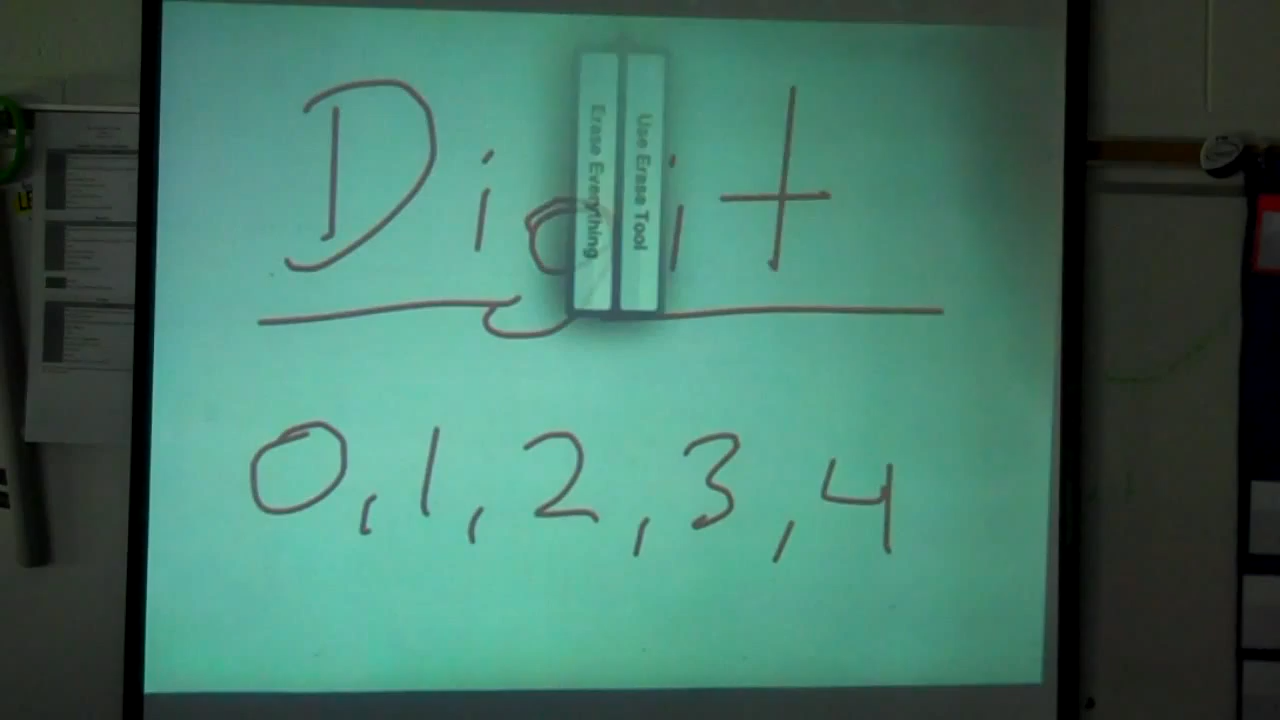 Digit
Erase Everything
Use Erase Tool
0, 1, 2, 3, 4